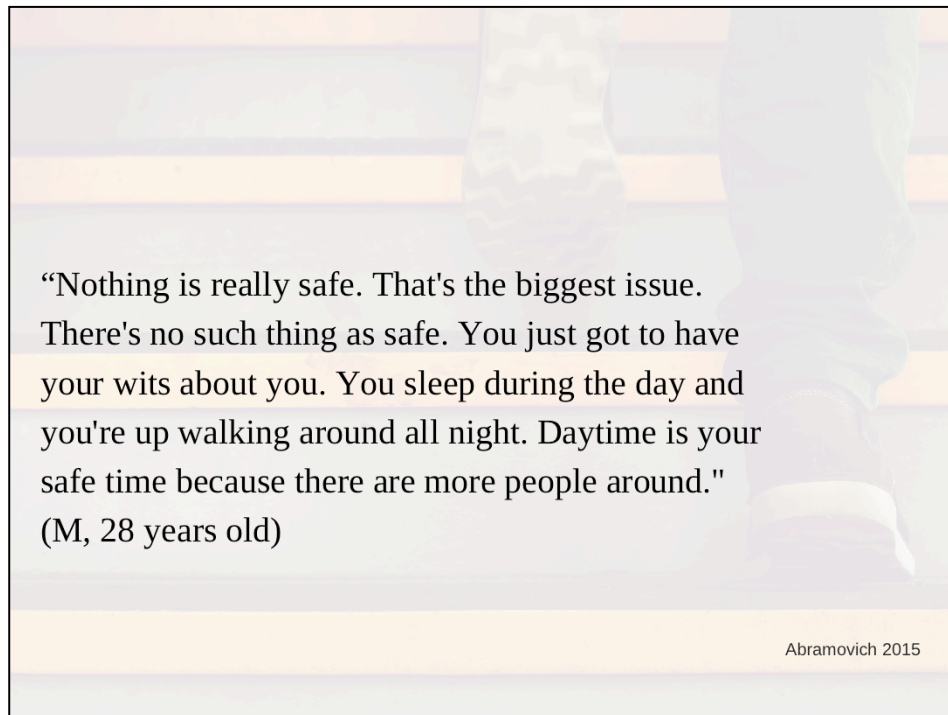 “Nothing is really safe. That's the biggest issue.
There's no such thing as safe. You just got to have
your wits about you. You sleep during the day and
you're up walking around all night. Daytime is your
safe time because there are more people around."
(M, 28 years old)
Abramovich 2015